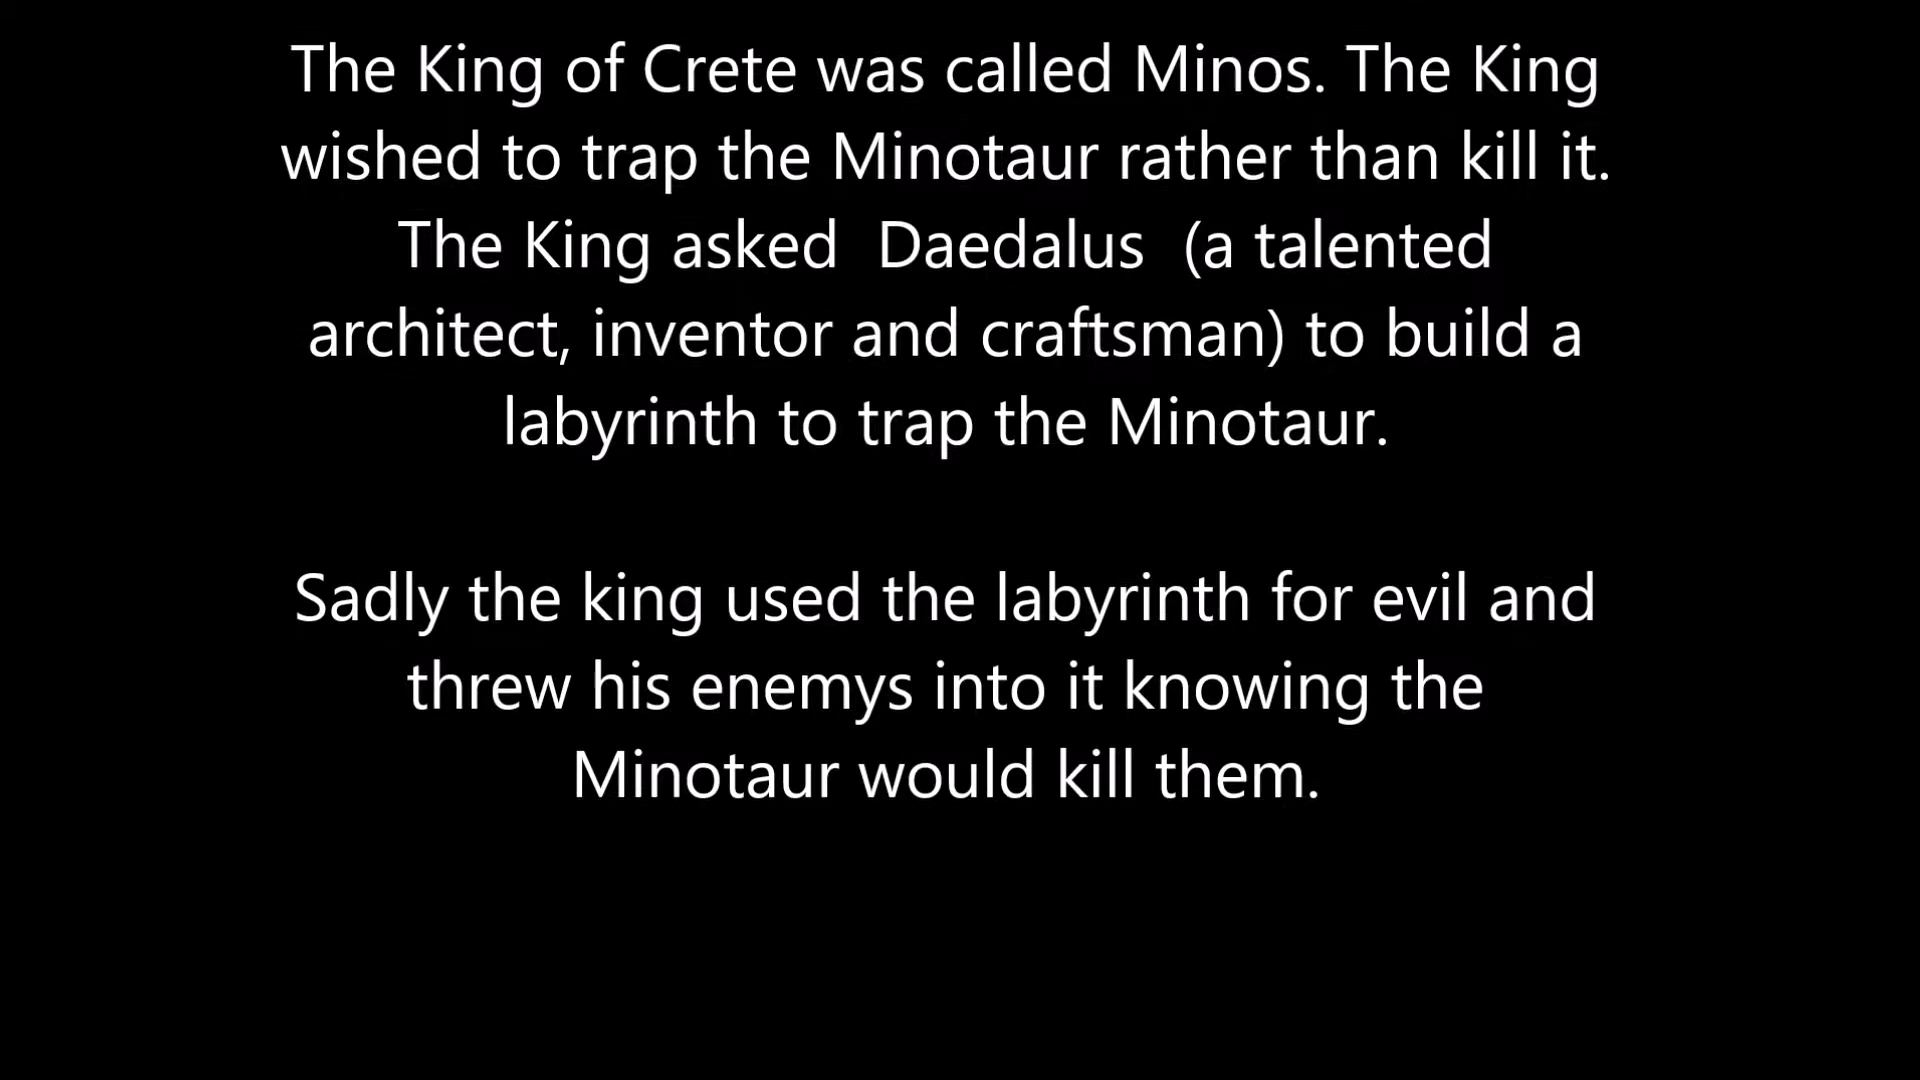 The King of Crete was called Minos. The King
wished to trap the Minotaur rather than kill it.
The King asked  Daedalus  (a talented
architect, inventor and craftsman) to build a
labyrinth to trap the Minotaur.
Sadly the king used the labyrinth for evil and
threw his enemys into it knowing the
Minotaur would kill them.